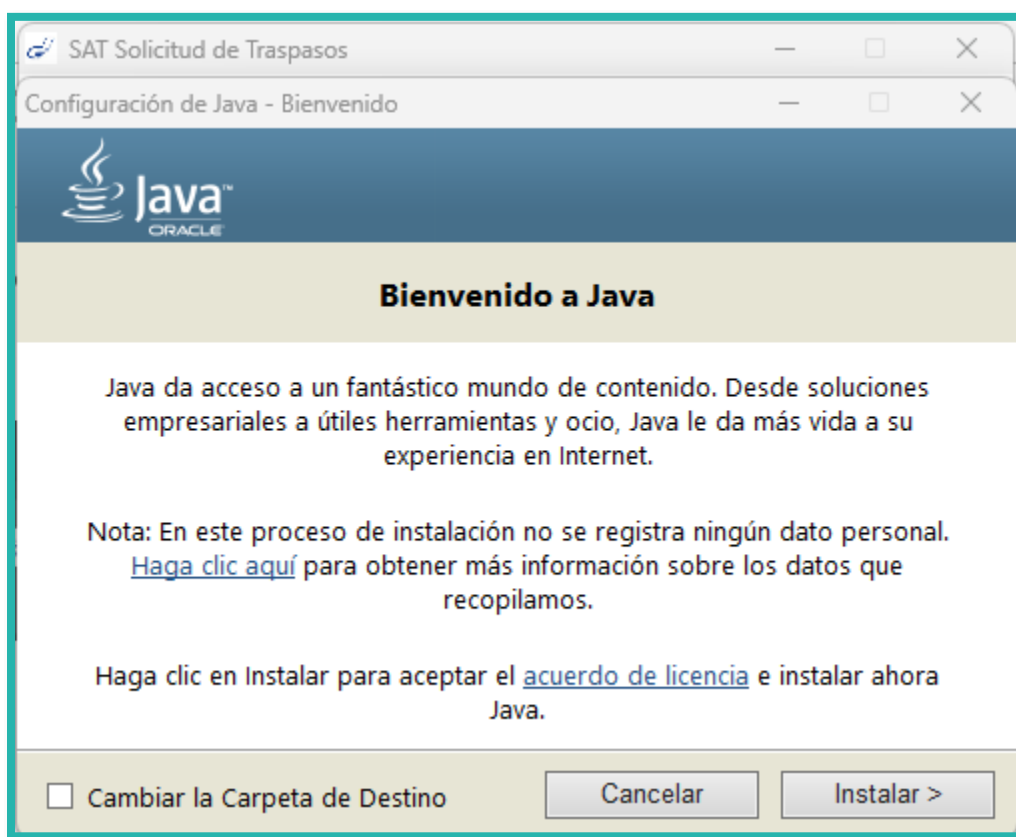 SAT Solicitud de Traspasos
Configuración de Java - Bienvenido
Java™
ORACLE
Bienvenido a Java
Java da acceso a un fantástico mundo de contenido. Desde soluciones
empresariales a útiles herramientas y ocio, Java le da más vida a su
experiencia en Internet.
Nota: En este proceso de instalación no se registra ningún dato personal.
Haga clic aquí para obtener más información sobre los datos que
recopilamos.
Haga clic en Instalar para aceptar el acuerdo de licencia e instalar ahora
Java.
Cambiar la Carpeta de Destino
Cancelar
Instalar >